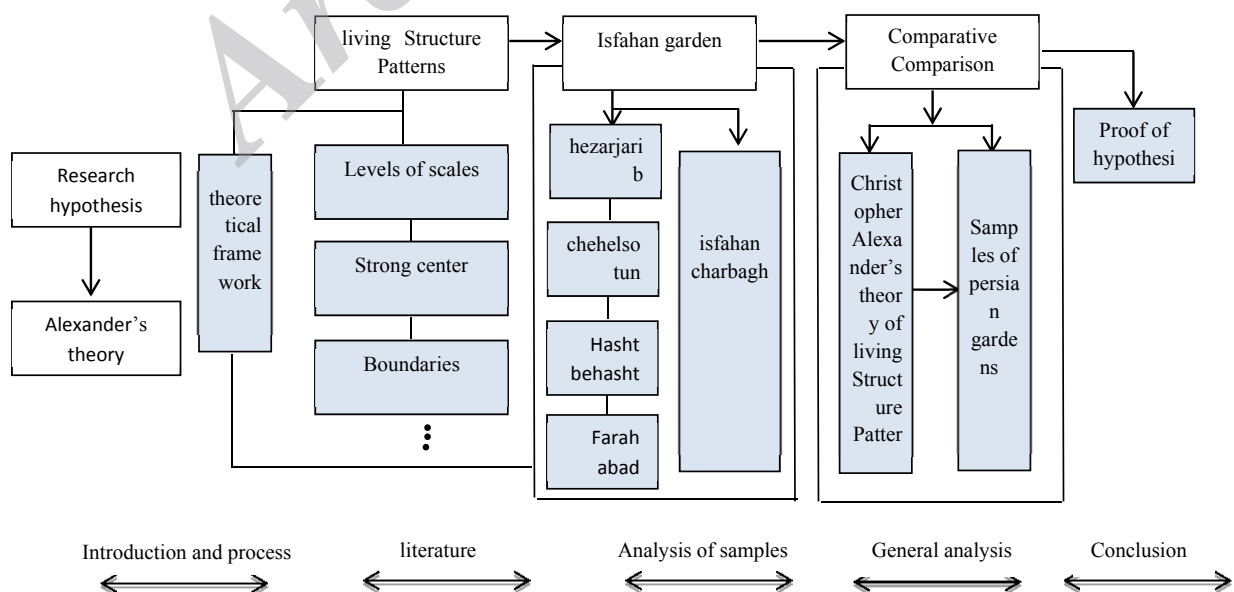 living Structure
Patterns
Isfahan garden
Comparative
Comparison
Proof of
hypothesi
Research
hypothesis
Alexander's
theory
theore
tical
frame
work
Levels of scales
Strong center
Boundaries
hezarjari
b
chehelso
tun
Hasht
behasht
Farah
abad
isfahan
charbagh
Christ
opher
Alexa
nder's
theor
y of
living
Struct
ure
Patter
Samp
les of
persia
n
garde
ns
Introduction and process
literature
Analysis of samples
General analysis
Conclusion